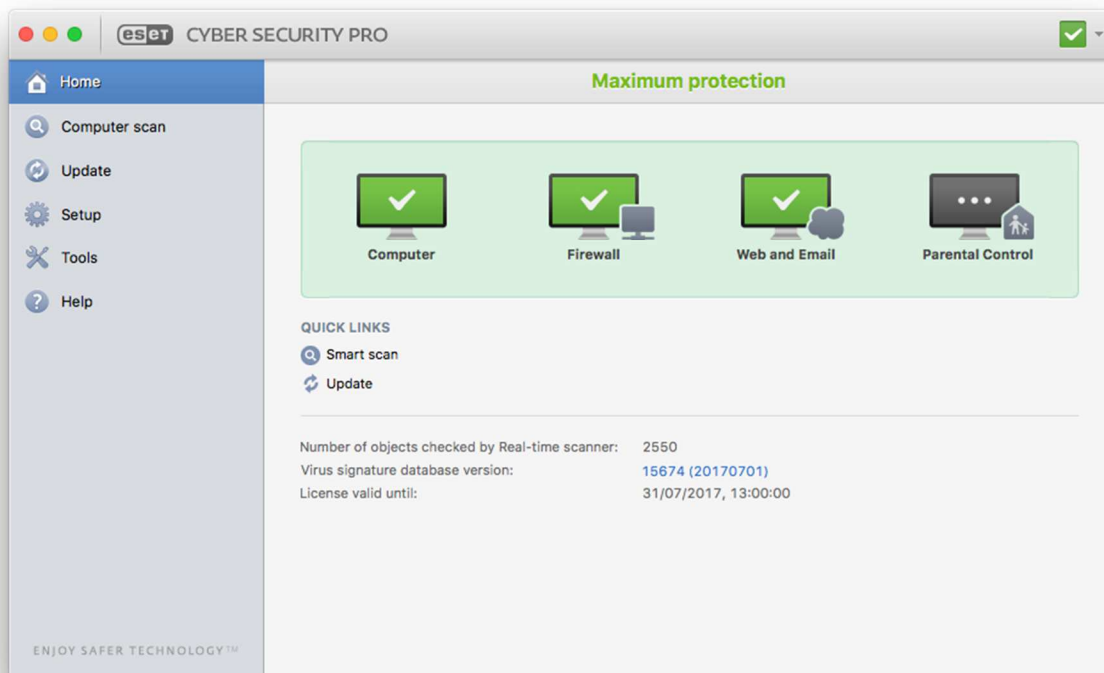 eset CYBER SECURITY PRO
Home
Computer scan
Update
Setup
Tools
Help
ENJOY SAFER TECHNOLOGY™
Maximum protection
Computer Firewall Web and Email Parental Control
QUICK LINKS
Smart scan
Update
Number of objects checked by Real-time scanner: 2550
Virus signature database version: 15674 (20170701)
License valid until: 31/07/2017, 13:00:00